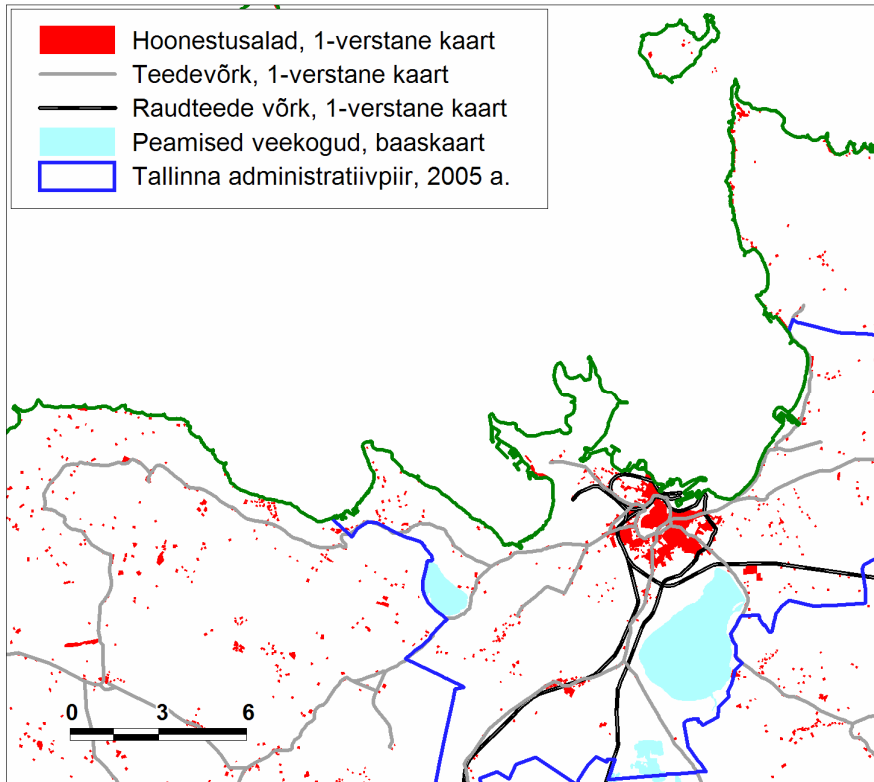 Hoonestusalad, 1-verstane kaart
Teedevõrk, 1-verstane kaart
Raudteede võrk, 1-verstane kaart
Peamised veekogud, baaskaart
Tallinna administratiivpiir, 2005 a.
0 3 6